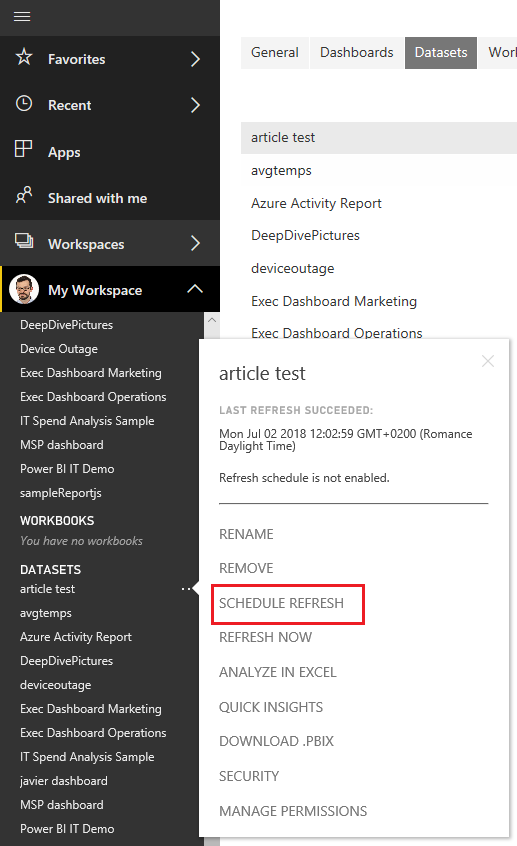 Favorites
Recent
Apps
Shared with me
Workspaces
My Workspace
DeepDivePictures
Device Outage
Exec Dashboard Marketing
Exec Dashboard Operations
IT Spend Analysis Sample
MSP dashboard
Power BI IT Demo
sampleReportjs
WORKBOOKS
You have no workbooks
DATASETS
article test
avgtemps
Azure Activity Report
DeepDivePictures
deviceoutage
Exec Dashboard Marketing
Exec Dashboard Operations
IT Spend Analysis Sample
javier dashboard
MSP dashboard
Power BI IT Demo
General Dashboards Datasets
article test
avgtemps
Azure Activity Report
DeepDivePictures
deviceoutage
Exec Dashboard Marketing
Exec Dashboard Operations
article test
LAST REFRESH SUCCEEDED:
Mon Jul 02 2018 12:02:59 GMT+0200 (Romance
Daylight Time)
Refresh schedule is not enabled.
RENAME
REMOVE
SCHEDULE REFRESH
REFRESH NOW
ANALYZE IN EXCEL
QUICK INSIGHTS
DOWNLOAD .PBIX
SECURITY
MANAGE PERMISSIONS